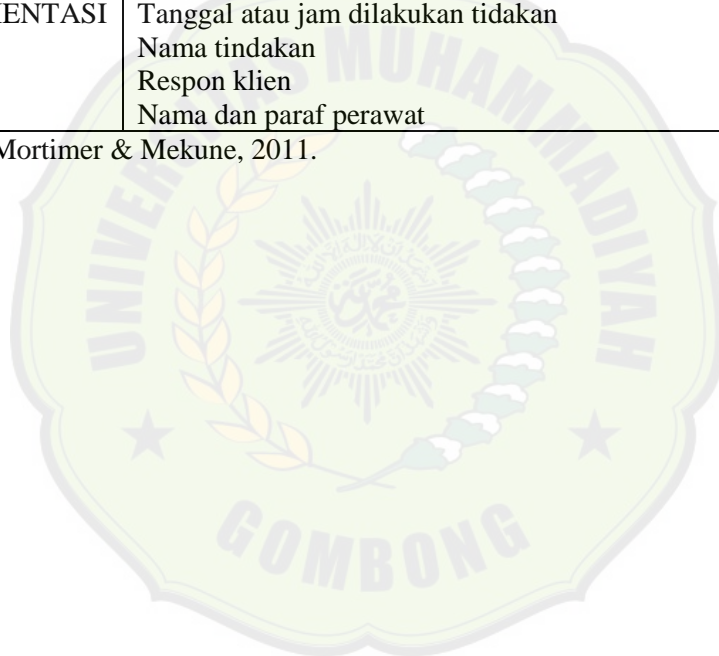 IENTASI Tanggal atau jam dilakukan tidakan
Nama tindakan
Respon klien
Nama dan paraf perawat
Mortimer & Mekune, 2011.
UNIVERSITAS MUHAMMADIYAH
GOMBONG